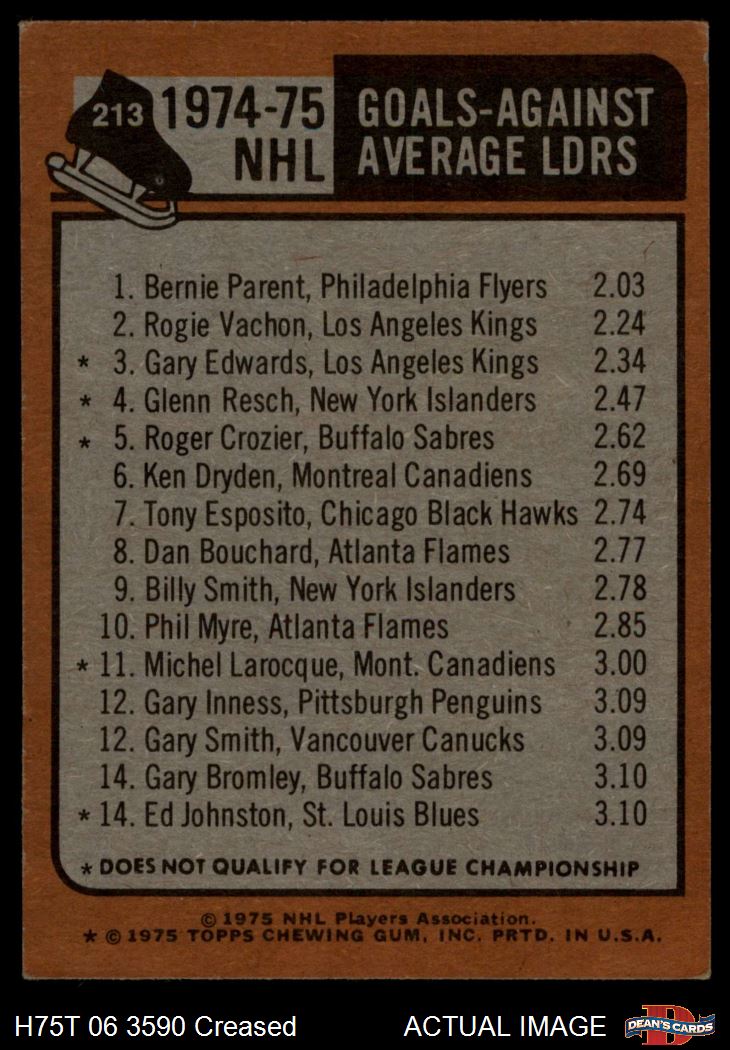 213 1974-75 GOALS-AGAINST
NHL AVERAGE LDRS
1. Bernie Parent, Philadelphia Flyers 2.03
2. Rogie Vachon, Los Angeles Kings 2.24
* 3. Gary Edwards, Los Angeles Kings 2.34
* 4. Glenn Resch, New York Islanders 2.47
* 5. Roger Crozier, Buffalo Sabres 2.62
6. Ken Dryden, Montreal Canadiens 2.69
7. Tony Esposito, Chicago Black Hawks 2.74
8. Dan Bouchard, Atlanta Flames 2.77
9. Billy Smith, New York Islanders 2.78
10. Phil Myre, Atlanta Flames 2.85
* 11. Michel Larocque, Mont. Canadiens 3.00
12. Gary Inness, Pittsburgh Penguins 3.09
12. Gary Smith, Vancouver Canucks 3.09
14. Gary Bromley, Buffalo Sabres 3.10
* 14. Ed Johnston, St. Louis Blues 3.10
* DOES NOT QUALIFY FOR LEAGUE CHAMPIONSHIP
© 1975 NHL Players Association.
* © 1975 TOPPS CHEWING GUM, INC. PRTD. IN U.S.A.
H75T 06 3590 Creased ACTUAL IMAGE D DEAN'S CARDS